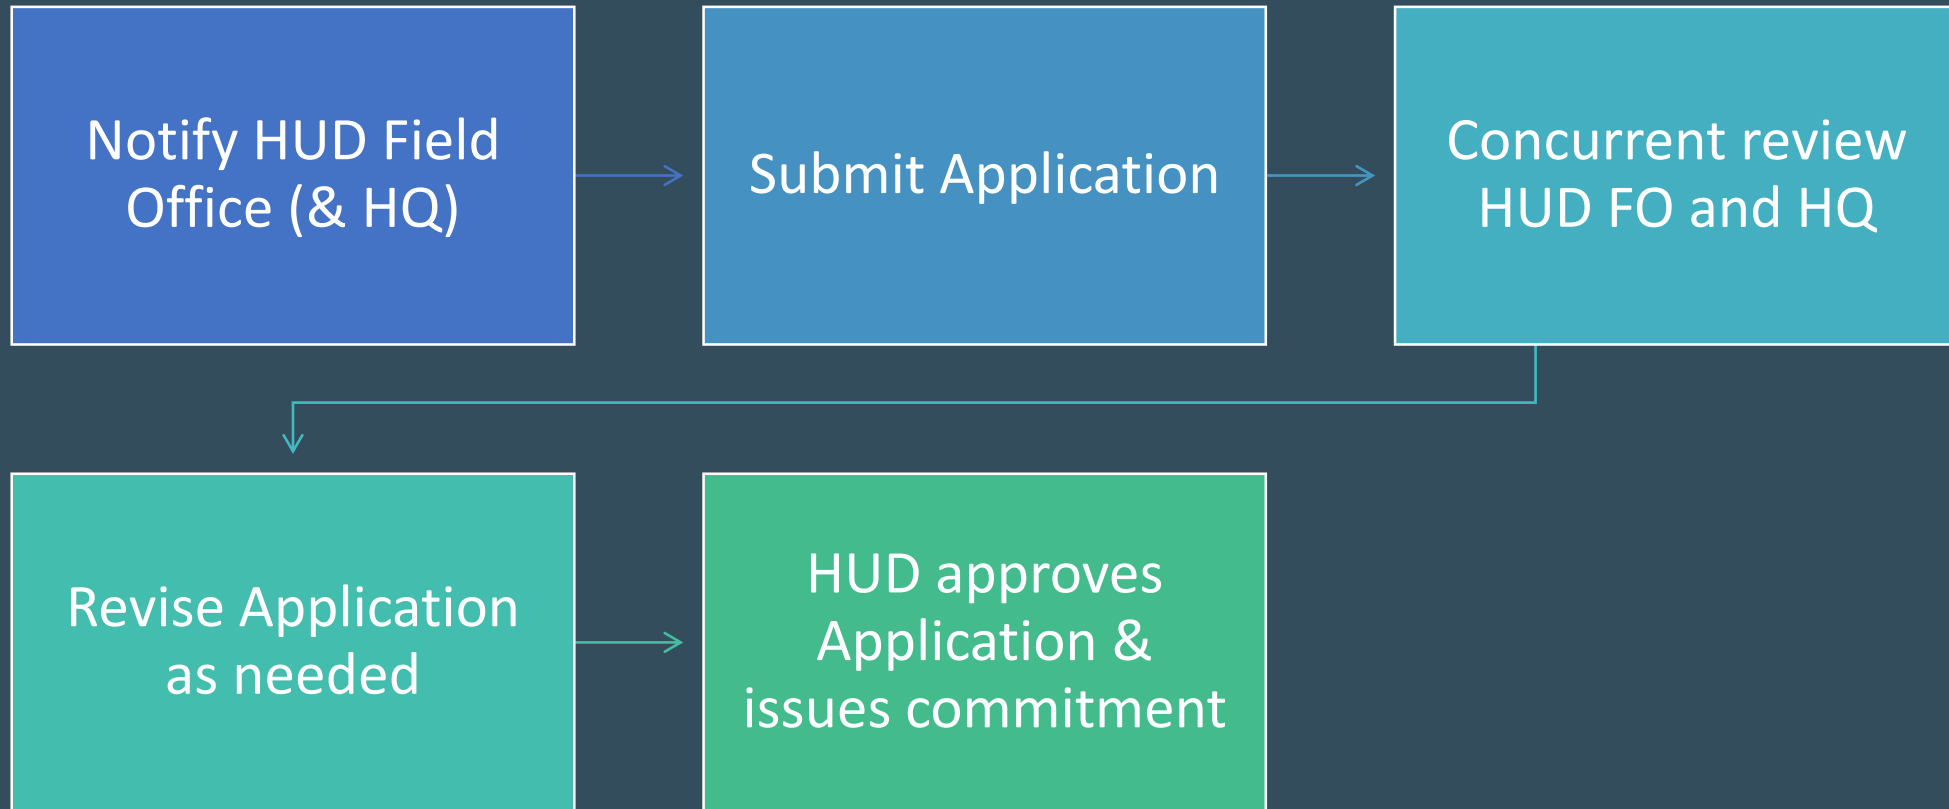 Notify HUD Field
Office (& HQ)
Submit Application
Concurrent review
HUD FO and HQ
Revise Application
as needed
HUD approves
Application &
issues commitment